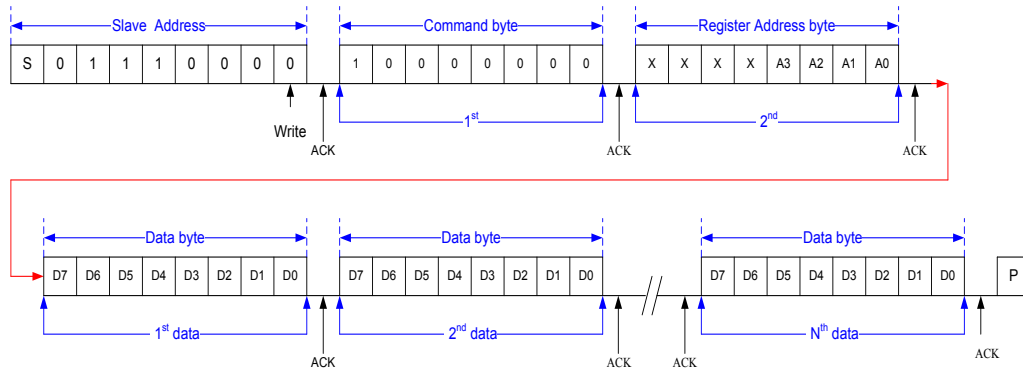 Slave Address Command byte Register Address byte
S 0 1 1 1 0 0 0 0 1 0 0 0 0 0 0 0 X X X X A3 A2 A1 A0
1st 2nd
Write
ACK ACK ACK
Data byte Data byte Data byte
D7 D6 D5 D4 D3 D2 D1 D0 D7 D6 D5 D4 D3 D2 D1 D0 D7 D6 D5 D4 D3 D2 D1 D0 P
1st data 2nd data Nth data
ACK ACK ACK ACK